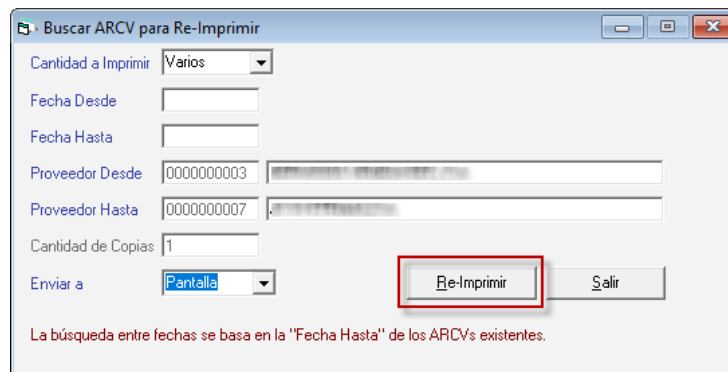 Buscar ARCV para Re-Imprimir
Cantidad a Imprimir Varios
Fecha Desde
Fecha Hasta
Proveedor Desde 0000000003
Proveedor Hasta 0000000007
Cantidad de Copias 1
Enviar a Pantalla Re-Imprimir Salir
La búsqueda entre fechas se basa en la "Fecha Hasta" de los ARCVs existentes.